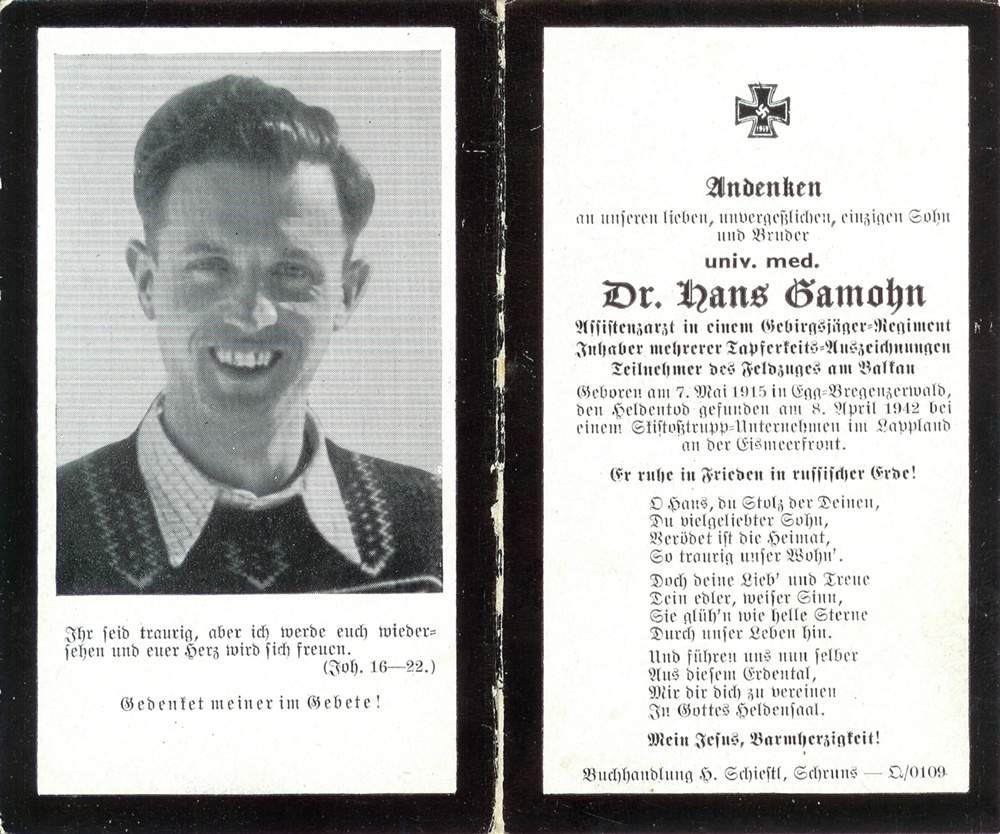 Ihr seid traurig, aber ich werde euch wieder-
sehen und euer Herz wird sich freuen.
(Joh. 16—22.)
Gedenket meiner im Gebete!
1939
Andenken
an unseren lieben, unvergeßlichen, einzigen Sohn
und Bruder
univ. med.
Dr. Hans Gamohn
Assistenzarzt in einem Gebirgsjäger-Regiment
Inhaber mehrerer Tapferkeits-Auszeichnungen
Teilnehmer des Feldzuges am Balkan
Geboren am 7. Mai 1915 in Egg-Bregenzerwald,
den Heldentod gefunden am 8. April 1942 bei
einem Skistoßtrupp-Unternehmen im Lappland
an der Eismeerfront.
Er ruhe in Frieden in russischer Erde!
O Hans, du Stolz der Deinen,
Du vielgeliebter Sohn,
Verödet ist die Heimat,
So traurig unser Wohn'.
Doch deine Lieb' und Treue
Dein edler, weiser Sinn,
Sie glüh'n wie helle Sterne
Durch unser Leben hin.
Und führen uns nun selber
Aus diesem Erdental,
Mir dir dich zu vereinen
In Gottes Heldensaal.
Mein Jesus, Barmherzigkeit!
Buchhandlung H. Schiestl, Schruns — O/0109